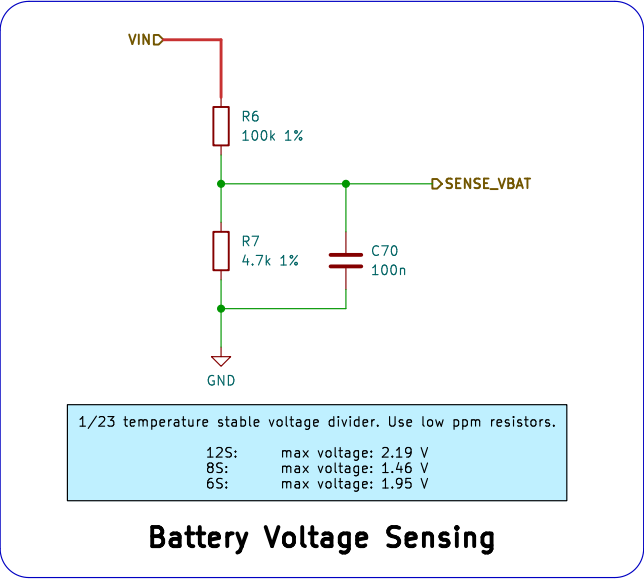 VIN
R6
100k 1%
SENSE_VBAT
R7
4.7k 1%
C70
100n
GND
1/23 temperature stable voltage divider. Use low ppm resistors.
12S: max voltage: 2.19 V
8S: max voltage: 1.46 V
6S: max voltage: 1.95 V
Battery Voltage Sensing